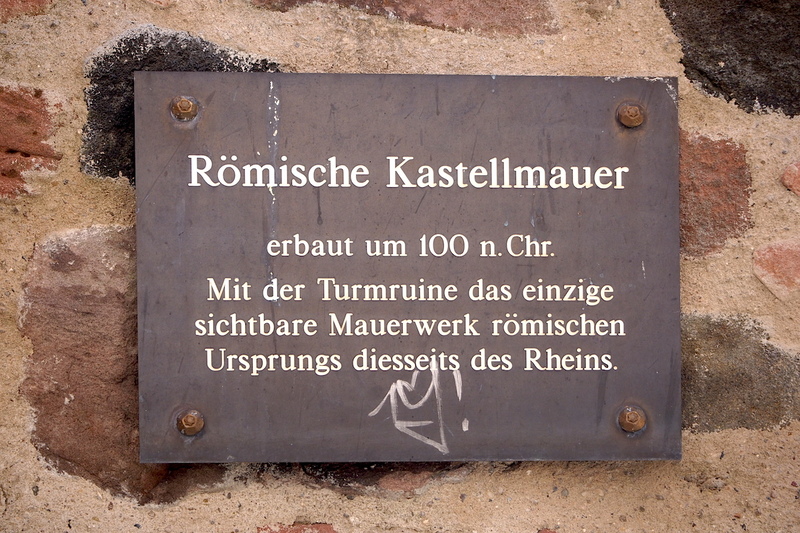 Römische Kastellmauer
erbaut um 100 n. Chr.
Mit der Turmruine das einzige
sichtbare Mauerwerk römischen
Ursprungs diesseits des Rheins.